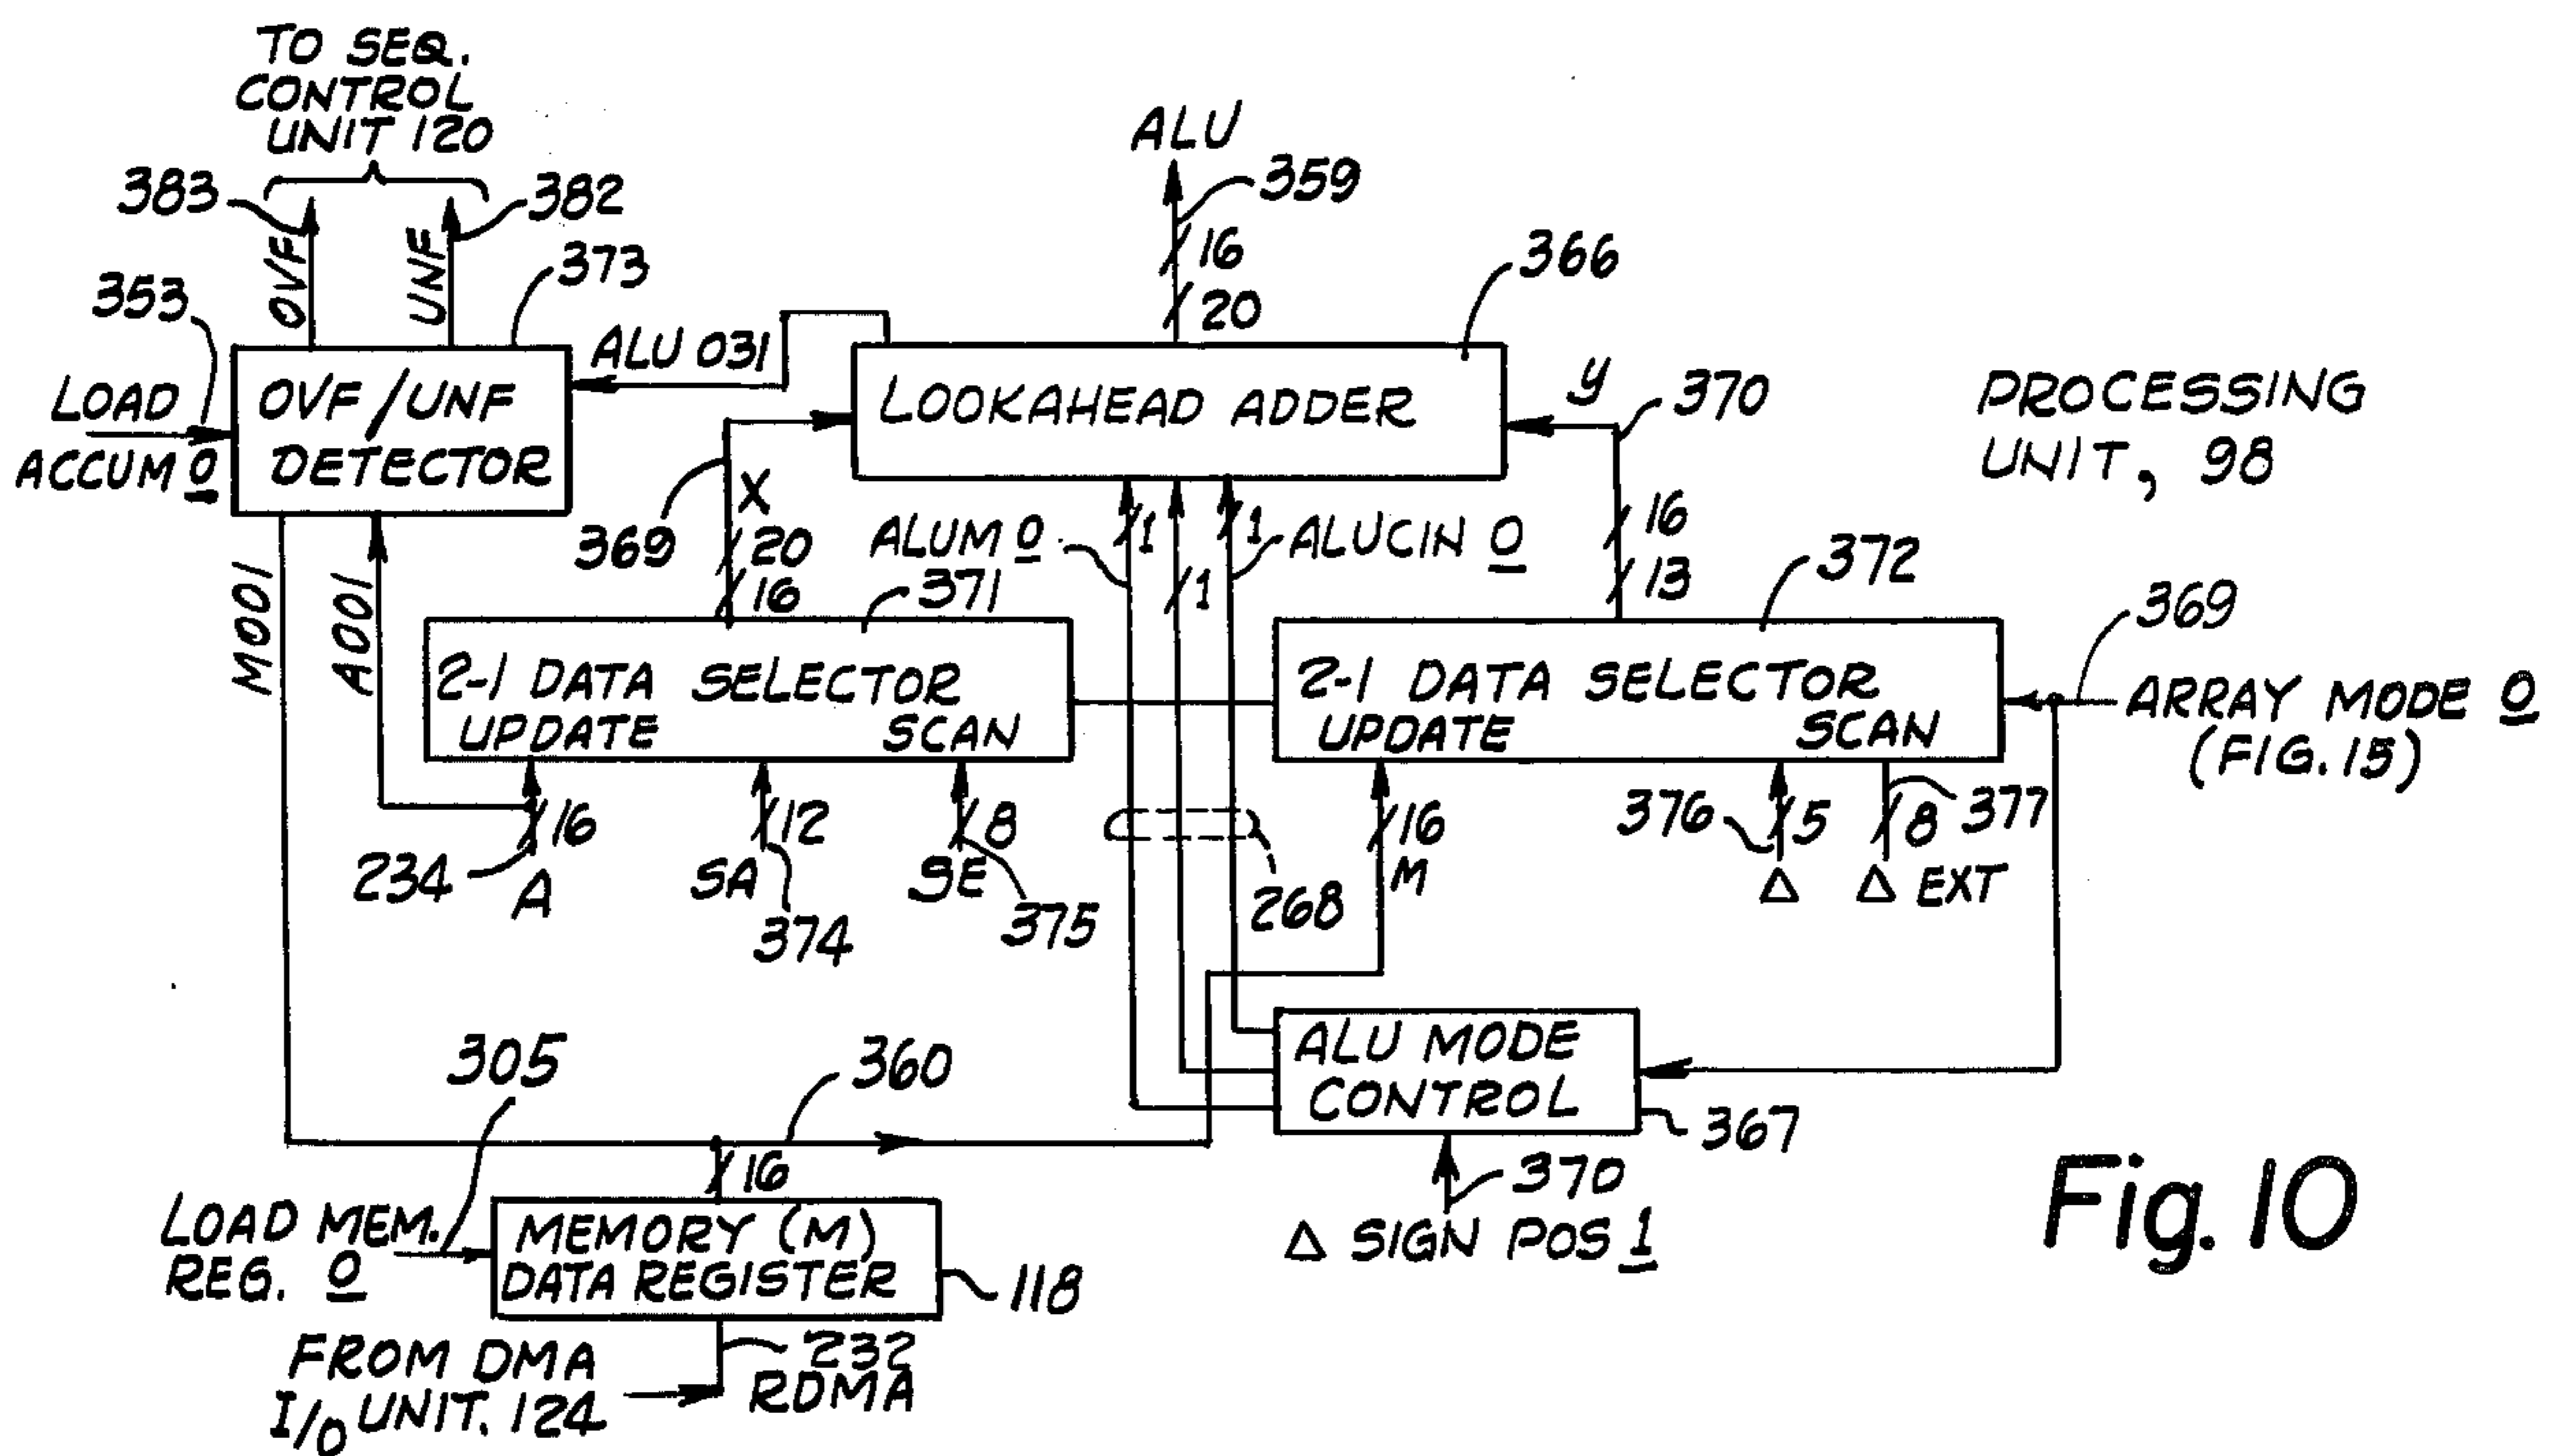 TO SEQ.
CONTROL
UNIT 120
383
382
OVF
UNF
353
373
LOAD
ACCUM 0
OVF/UNF
DETECTOR
ALU 031
ALU
359
16
20
366
LOOKAHEAD ADDER
y
370
PROCESSING
UNIT, 98
369
X
20
16
ALUM 0
1
1
1
ALUCIN 0
16
13
M001
A001
371
2-1 DATA SELECTOR
UPDATE SCAN
372
2-1 DATA SELECTOR
UPDATE SCAN
369
ARRAY MODE 0
(FIG. 15)
234
16
A
12
SA
374
8
SE
375
268
16
M
376
5
Δ
8
377
Δ EXT
305
360
16
ALU MODE
CONTROL
367
370
Δ SIGN POS 1
LOAD MEM.
REG. 0
MEMORY (M)
DATA REGISTER
118
FROM DMA
I/O UNIT. 124
232
RDMA
Fig. 10